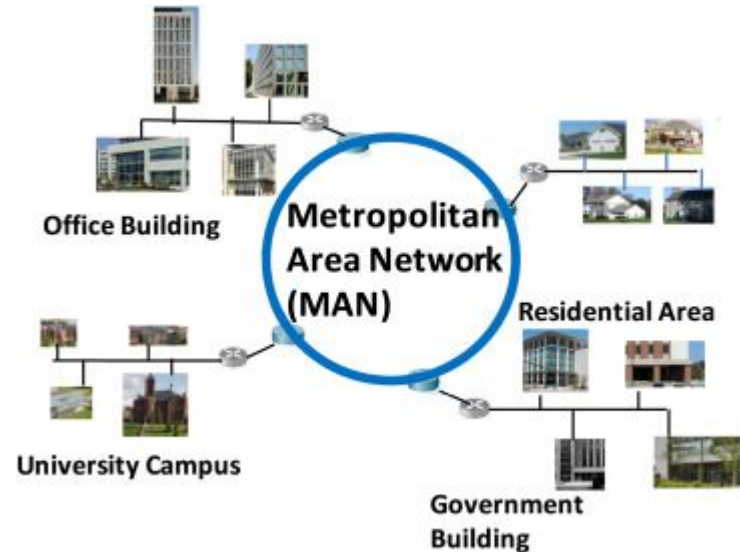 Office Building
Metropolitan
Area Network
(MAN)
Residential Area
University Campus
Government
Building